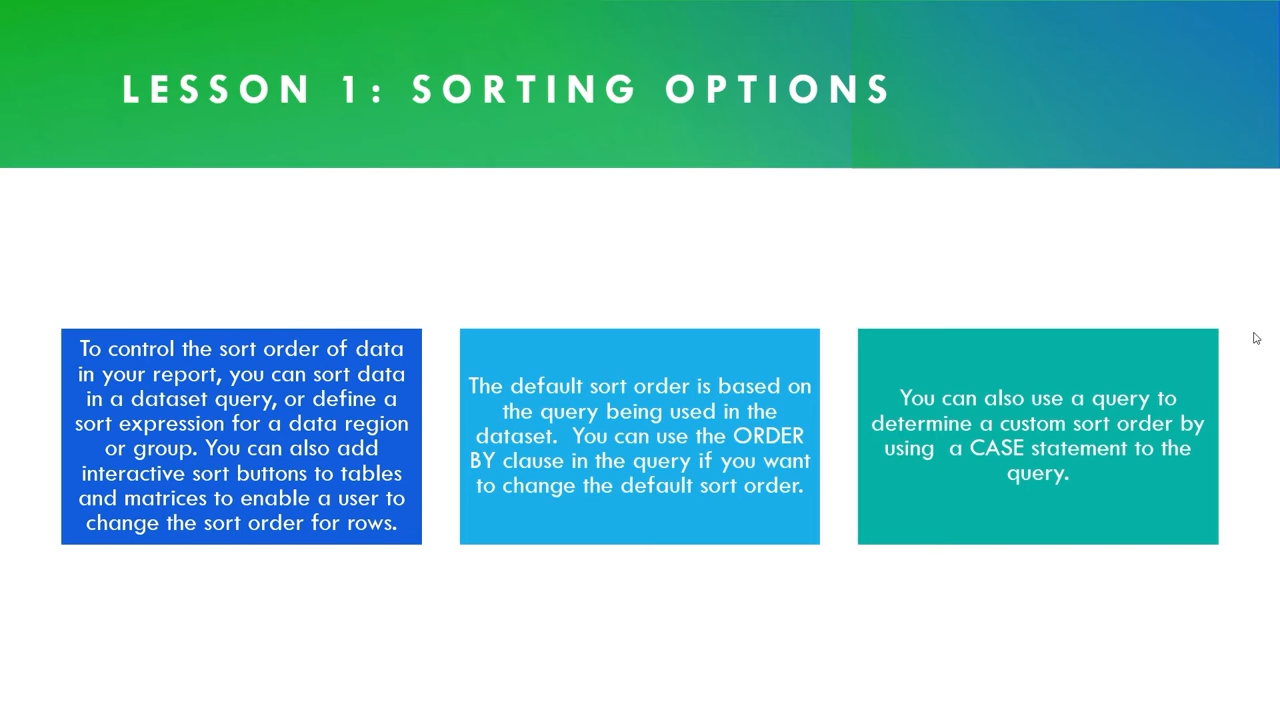 LESSON 1: SORTING OPTIONS
To control the sort order of data
in your report, you can sort data
in a dataset query, or define a
sort expression for a data region
or group. You can also add
interactive sort buttons to tables
and matrices to enable a user to
change the sort order for rows.
The default sort order is based on
the query being used in the
dataset.  You can use the ORDER
BY clause in the query if you want
to change the default sort order.
You can also use a query to
determine a custom sort order by
using  a CASE statement to the
query.